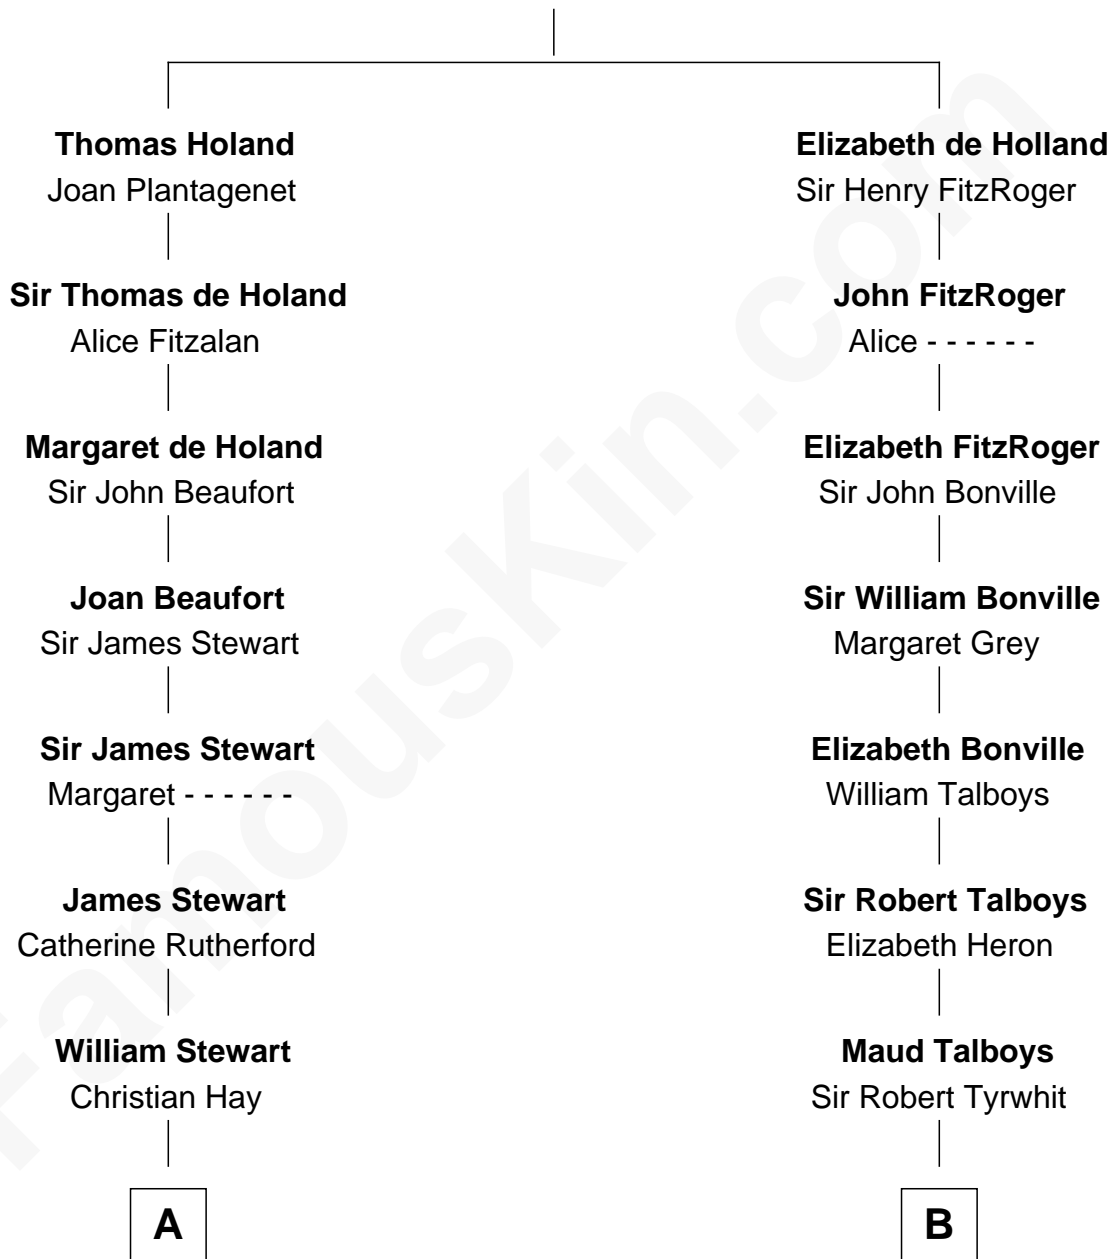 Thomas Holand
Joan Plantagenet
Sir Thomas de Holand
Alice Fitzalan
Margaret de Holand
Sir John Beaufort
Joan Beaufort
Sir James Stewart
Sir James Stewart
Margaret - - - - - -
James Stewart
Catherine Rutherford
William Stewart
Christian Hay
A
Elizabeth de Holland
Sir Henry FitzRoger
John FitzRoger
Alice - - - - - -
Elizabeth FitzRoger
Sir John Bonville
Sir William Bonville
Margaret Grey
Elizabeth Bonville
William Talboys
Sir Robert Talboys
Elizabeth Heron
Maud Talboys
Sir Robert Tyrwhit
B
FamousKin.com